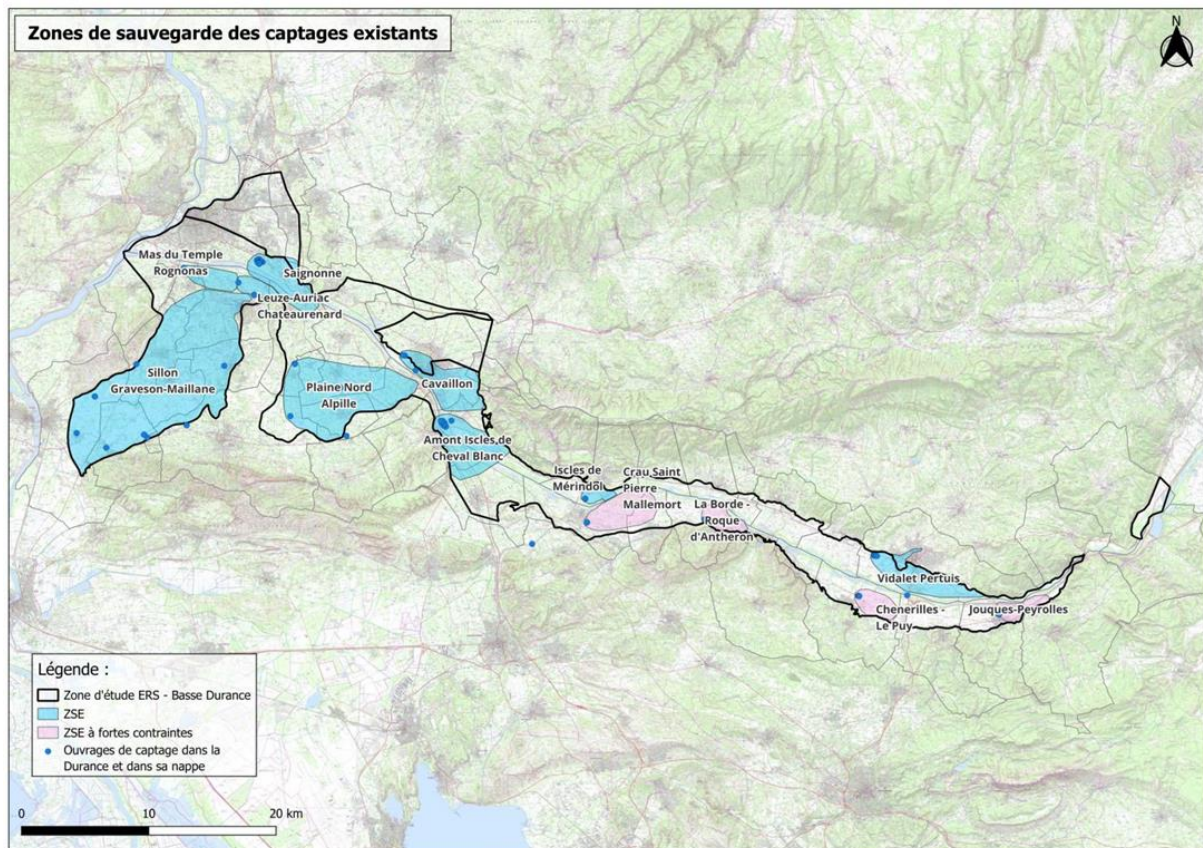 Zones de sauvegarde des captages existants
N
Mas du Temple
Rognonas
Saignonne
Leuze-Auriac
Chateaurenard
Sillon
Graveson-Maillane
Plaine Nord
Alpille
Cavaillon
Amont Iscles de
Cheval Blanc
Iscles de
Mérindol
Crau Saint
Pierre
Mallemort
La Borde -
Roque
d'Antheron
Vidalet Pertuis
Chenerilles -
Le Puy
Jouques-Peyrolles
Légende :
Zone d'étude ERS - Basse Durance
ZSE
ZSE à fortes contraintes
Ouvrages de captage dans la
Durance et dans sa nappe
0 10 20 km